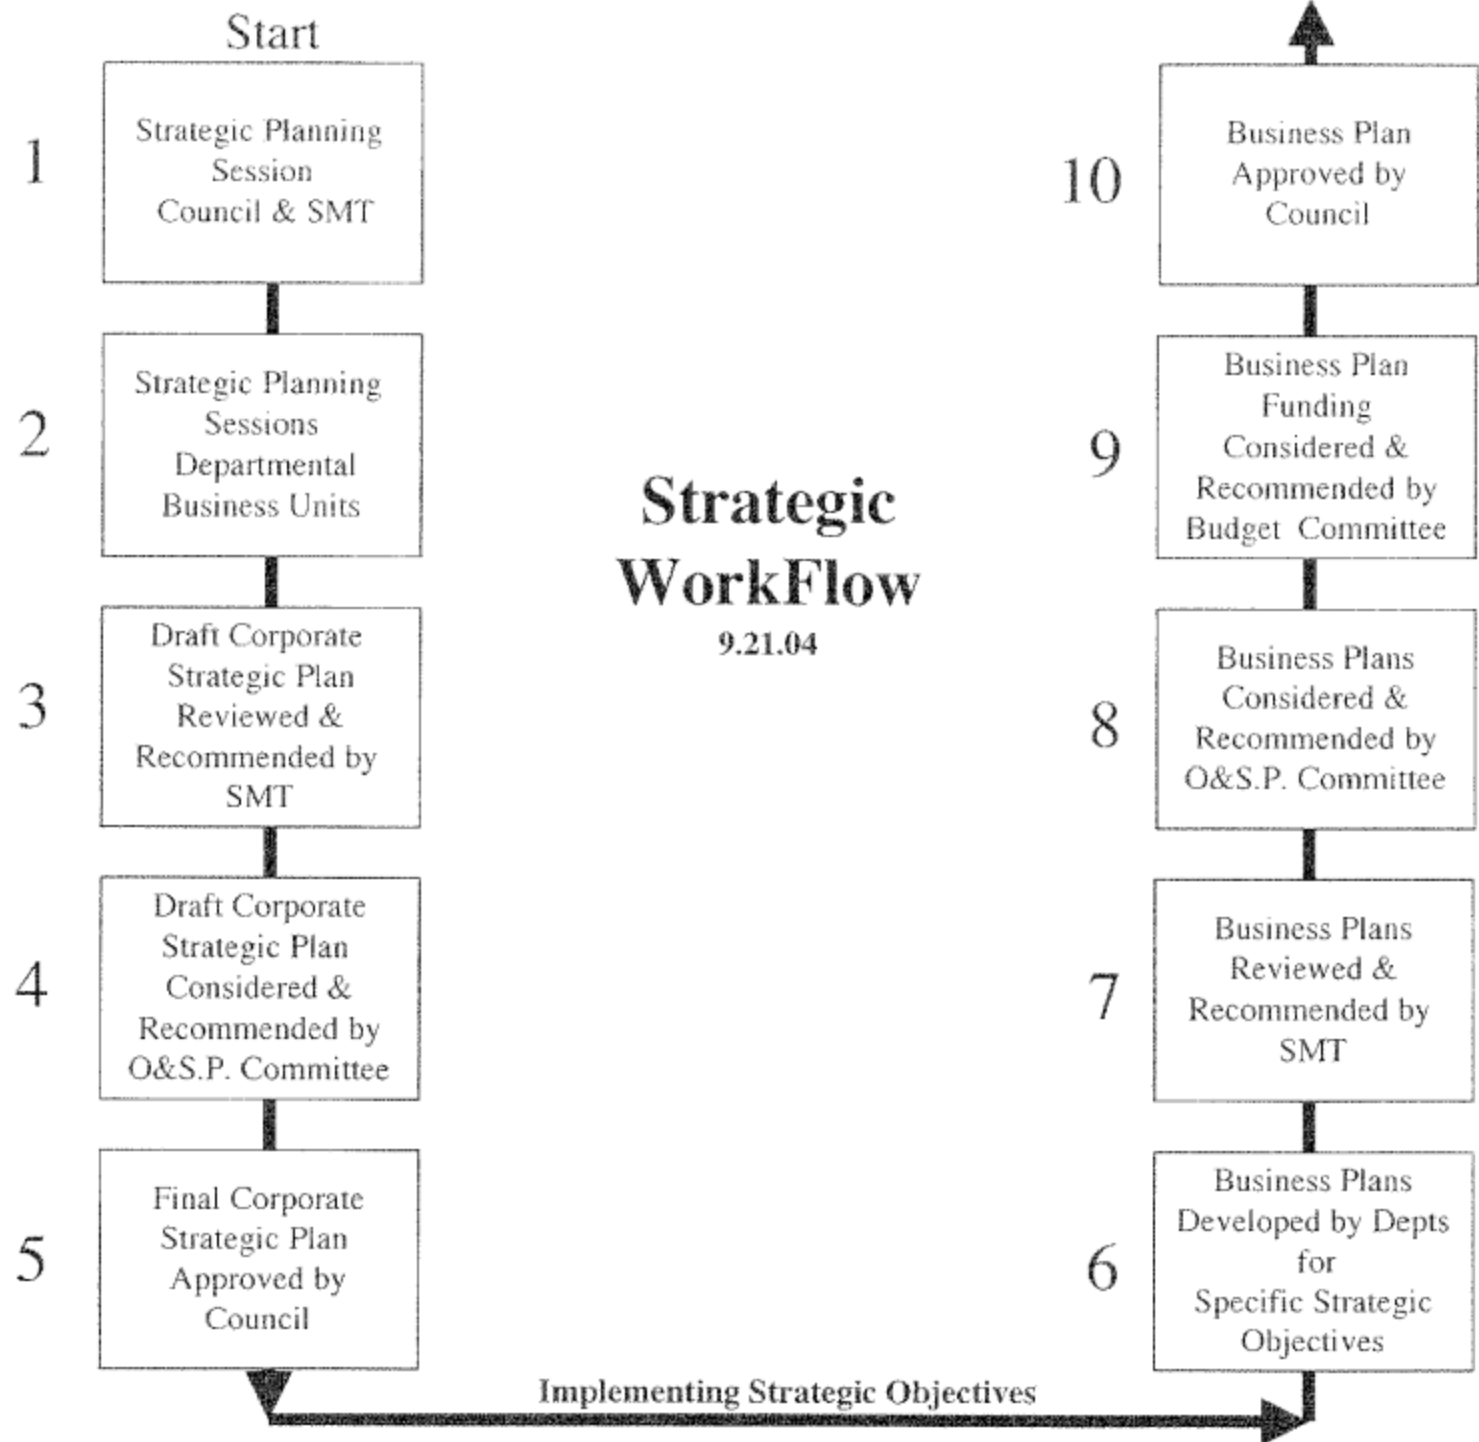 Start
1
Strategic Planning
Session
Council & SMT
2
Strategic Planning
Sessions
Departmental
Business Units
3
Draft Corporate
Strategic Plan
Reviewed &
Recommended by
SMT
4
Draft Corporate
Strategic Plan
Considered &
Recommended by
O&S.P. Committee
5
Final Corporate
Strategic Plan
Approved by
Council
Strategic
WorkFlow
9.21.04
Implementing Strategic Objectives
10
Business Plan
Approved by
Council
9
Business Plan
Funding
Considered &
Recommended by
Budget Committee
8
Business Plans
Considered &
Recommended by
O&S.P. Committee
7
Business Plans
Reviewed &
Recommended by
SMT
6
Business Plans
Developed by Depts
for
Specific Strategic
Objectives